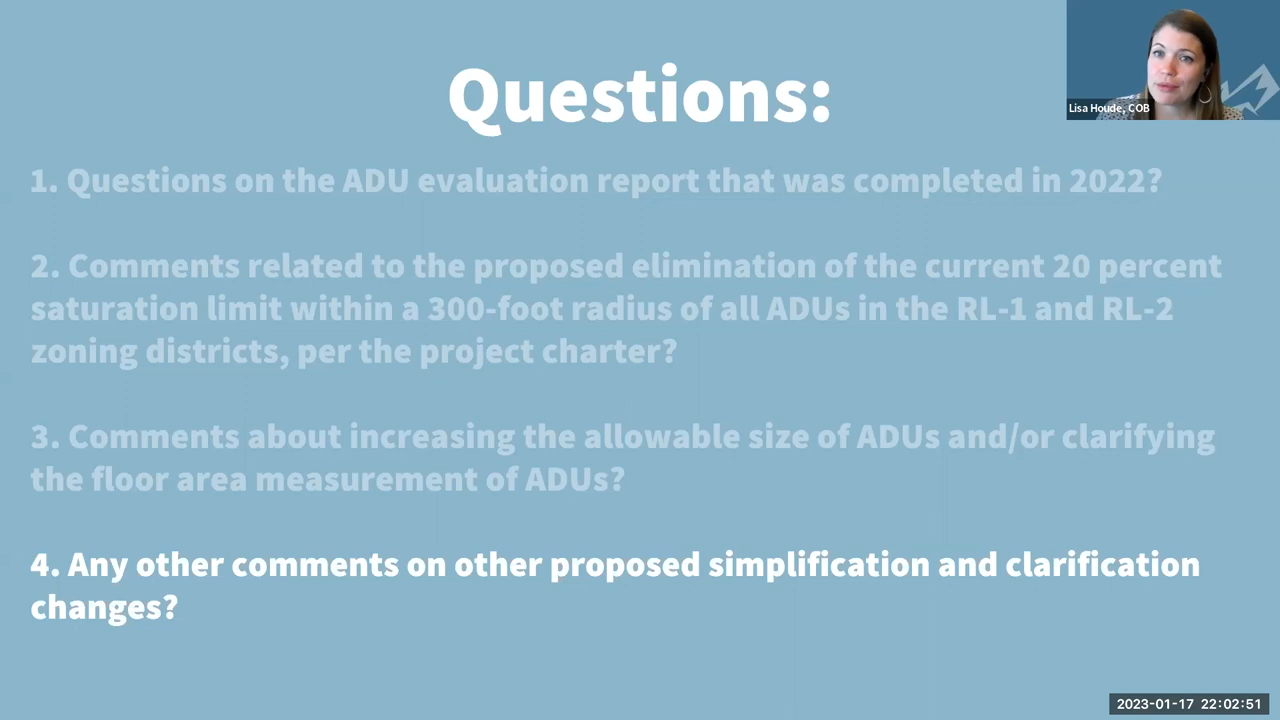 Questions:
Lisa Houde, COB
1. Questions on the ADU evaluation report that was completed in 2022?
2. Comments related to the proposed elimination of the current 20 percent
saturation limit within a 300-foot radius of all ADUs in the RL-1 and RL-2
zoning districts, per the project charter?
3. Comments about increasing the allowable size of ADUs and/or clarifying
the floor area measurement of ADUs?
4. Any other comments on other proposed simplification and clarification
changes?
2023-01-17 22:02:51